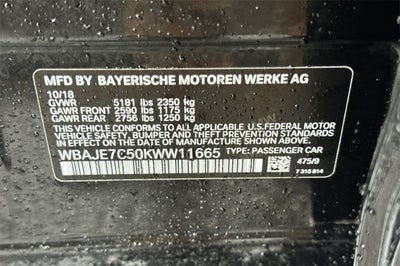 MFD BY BAYERISCHE MOTOREN WERKE AG
10/18
GVWR 5181 lbs 2350 kg
GAWR FRONT 2590 lbs 1175 kg
GAWR REAR 2756 lbs 1250 kg
THIS VEHICLE CONFORMS TO ALL APPLICABLE U.S. FEDERAL MOTOR
VEHICLE SAFETY, BUMPER AND THEFT PREVENTION STANDARDS IN
EFFECT ON THE DATE OF MANUFACTURE SHOWN ABOVE.
WBAJE7C50KWW11665 TYPE: PASSENGER CAR
475/9
7 315 814